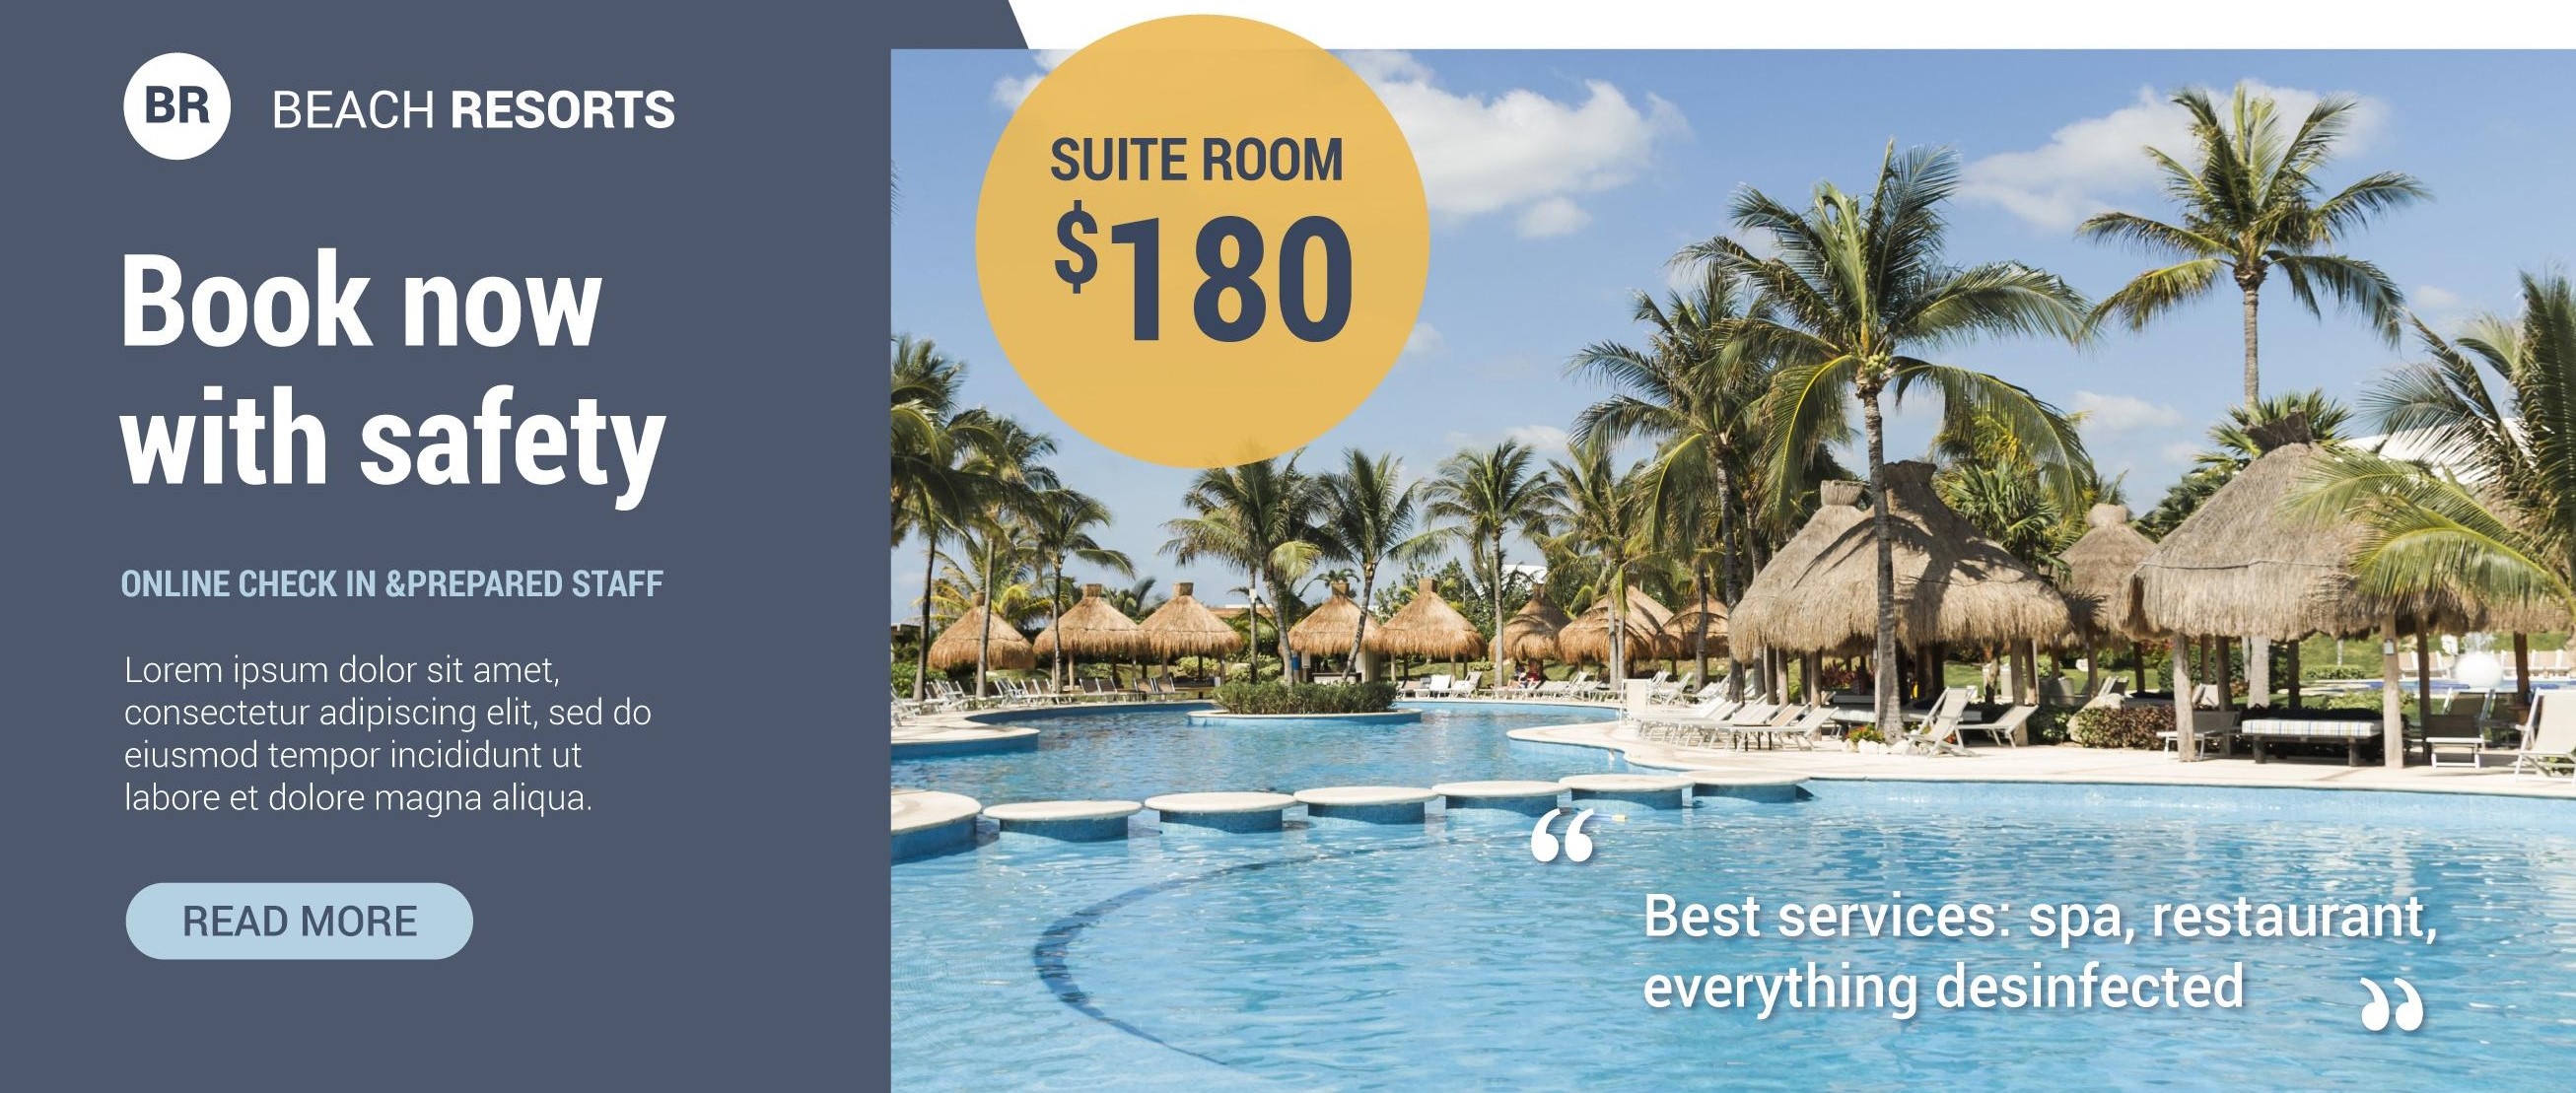 BR
BEACH RESORTS
Book now
with safety
ONLINE CHECK IN &PREPARED STAFF
Lorem ipsum dolor sit amet,
consectetur adipiscing elit, sed do
eiusmod tempor incididunt ut
labore et dolore magna aliqua.
READ MORE
SUITE ROOM
$180
“
Best services: spa, restaurant,
everything desinfected
”